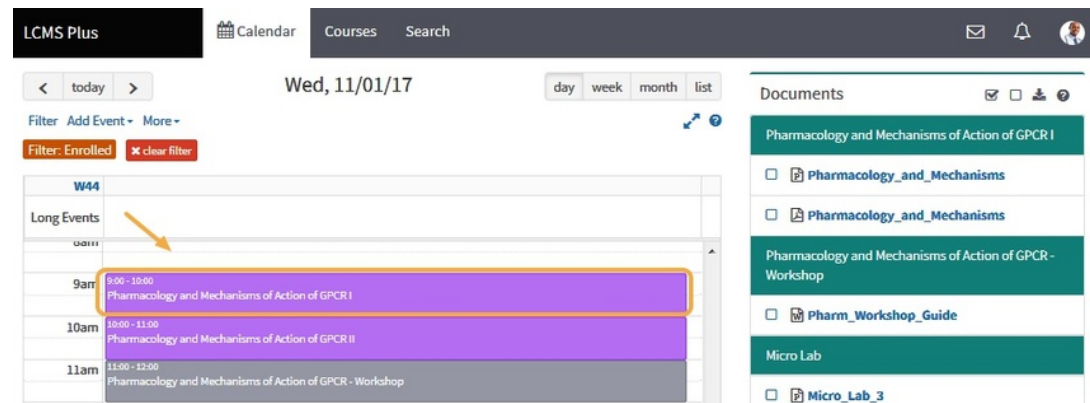 LCMS Plus
Calendar Courses Search
today
Wed, 11/01/17
day week month list
Filter Add Event More
Filter: Enrolled
clear filter
W44
Long Events
8am
9am
9:00 - 10:00
Pharmacology and Mechanisms of Action of GPCR I
10am
10:00 - 11:00
Pharmacology and Mechanisms of Action of GPCR II
11am
11:00 - 12:00
Pharmacology and Mechanisms of Action of GPCR - Workshop
Documents
Pharmacology and Mechanisms of Action of GPCR I
Pharmacology_and_Mechanisms
Pharmacology_and_Mechanisms
Pharmacology and Mechanisms of Action of GPCR -
Workshop
Pharm_Workshop_Guide
Micro Lab
Micro_Lab_3